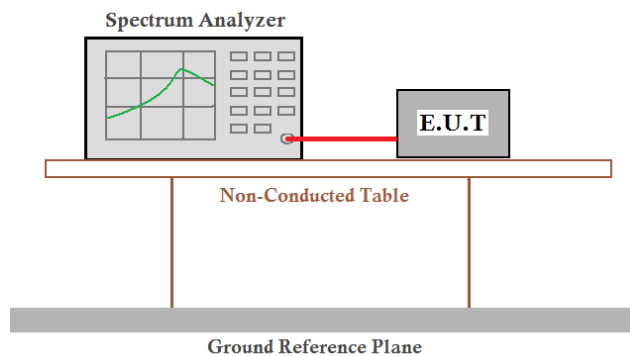 Spectrum Analyzer
E.U.T
Non-Conducted Table
Ground Reference Plane